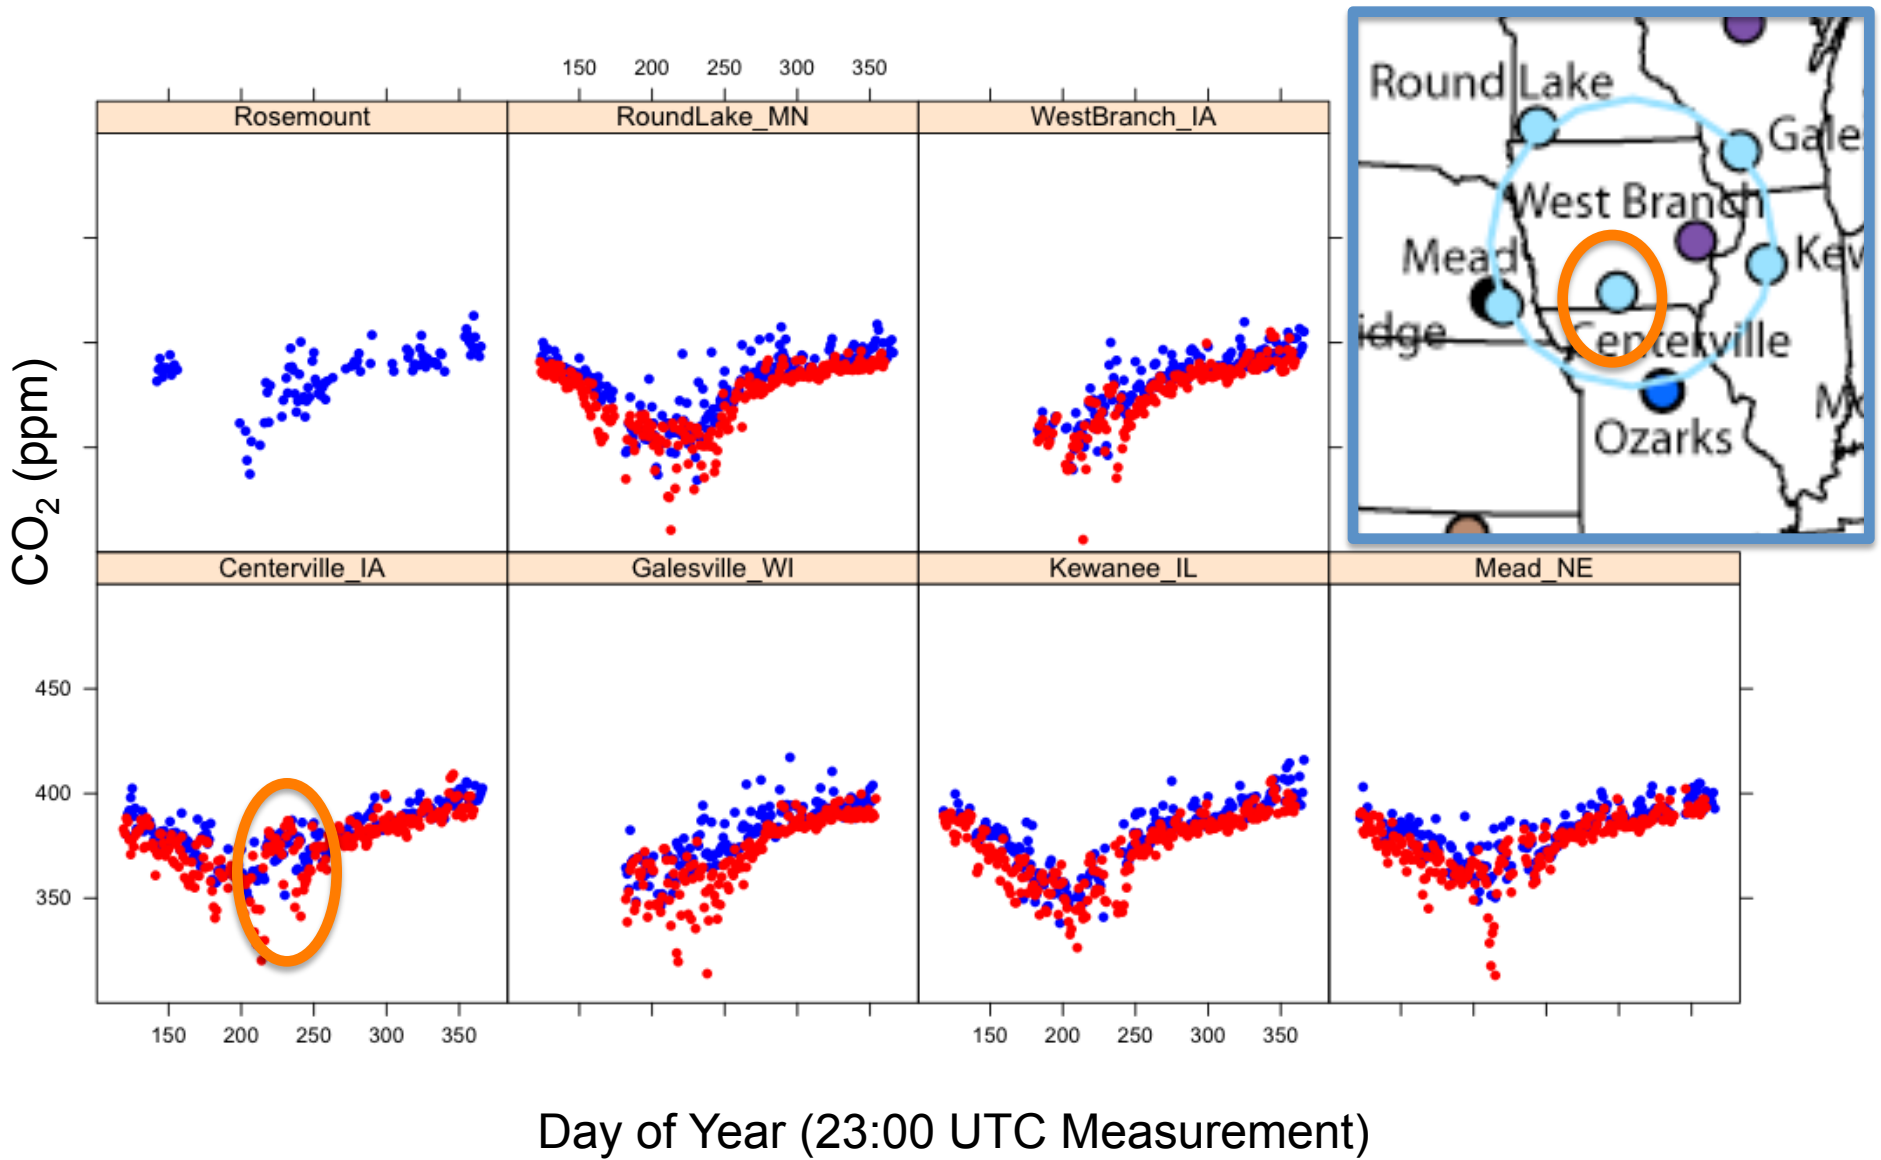 150 200 250 300 350
Rosemount
RoundLake_MN
WestBranch_IA
Round Lake
Gale
West Branch
Mead
Kew
idge
Centerville
Ozarks
CO2 (ppm)
Centerville_IA
Galesville_WI
Kewanee_IL
Mead_NE
450
400
350
150 200 250 300 350
150 200 250 300 350
Day of Year (23:00 UTC Measurement)